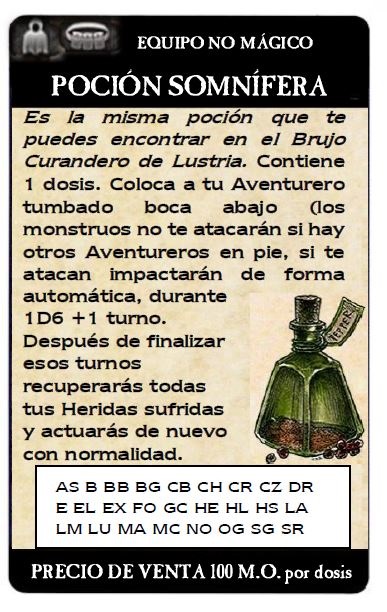 EQUIPO NO MÁGICO
POCIÓN SOMNÍFERA
Es la misma poción que te
puedes encontrar en el Brujo
Curandero de Lustria. Contiene
1 dosis. Coloca a tu Aventurero
tumbado boca abajo (los
monstruos no te atacarán si hay
otros Aventureros en pie, si te
atacan impactarán de forma
automática, durante
1D6 +1 turno.
Después de finalizar
esos turnos
recuperarás todas
tus Heridas sufridas
y actuarás de nuevo
con normalidad.
AS B BB BG CB CH CR CZ DR
E EL EX FO GC HE HL HS LA
LM LU MA MC NO OG SG SR
PRECIO DE VENTA 100 M.O. por dosis